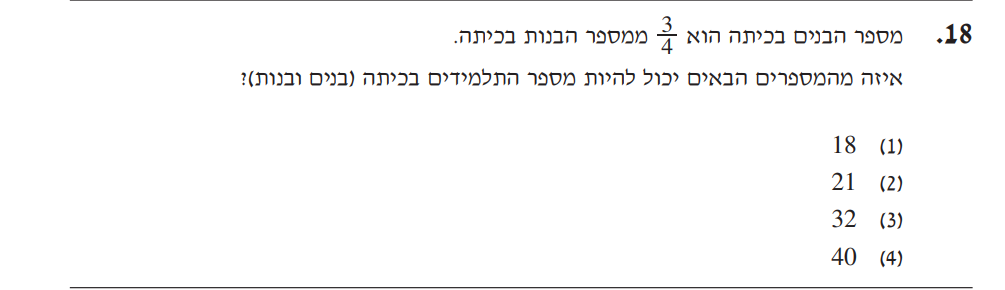 18. מספר הבנים בכיתה הוא 3/4 ממספר הבנות בכיתה.
איזה מהמספרים הבאים יכול להיות מספר התלמידים בכיתה (בנים ובנות)?
(1) 18
(2) 21
(3) 32
(4) 40